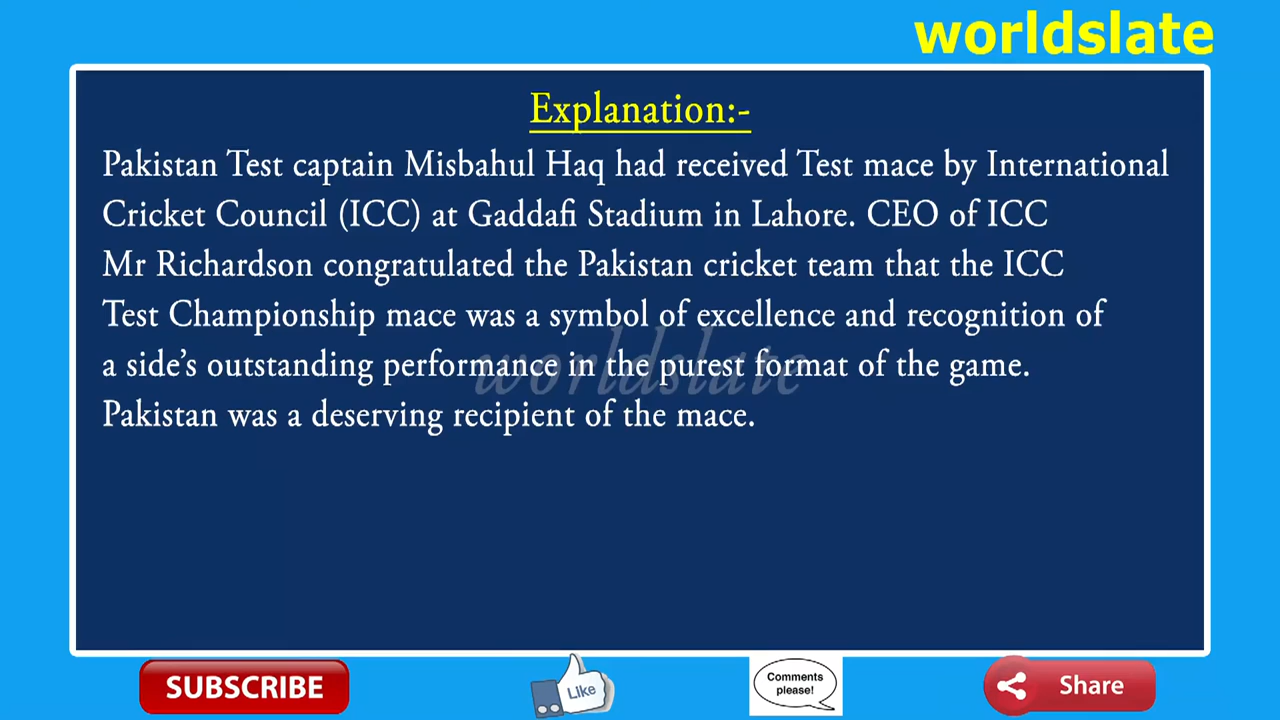 worldslate
Explanation:-
Pakistan Test captain Misbahul Haq had received Test mace by International
Cricket Council (ICC) at Gaddafi Stadium in Lahore. CEO of ICC
Mr Richardson congratulated the Pakistan cricket team that the ICC
Test Championship mace was a symbol of excellence and recognition of
a side's outstanding performance in the purest format of the game.
worldslate
Pakistan was a deserving recipient of the mace.
SUBSCRIBE
Like
Comments
please!
Share